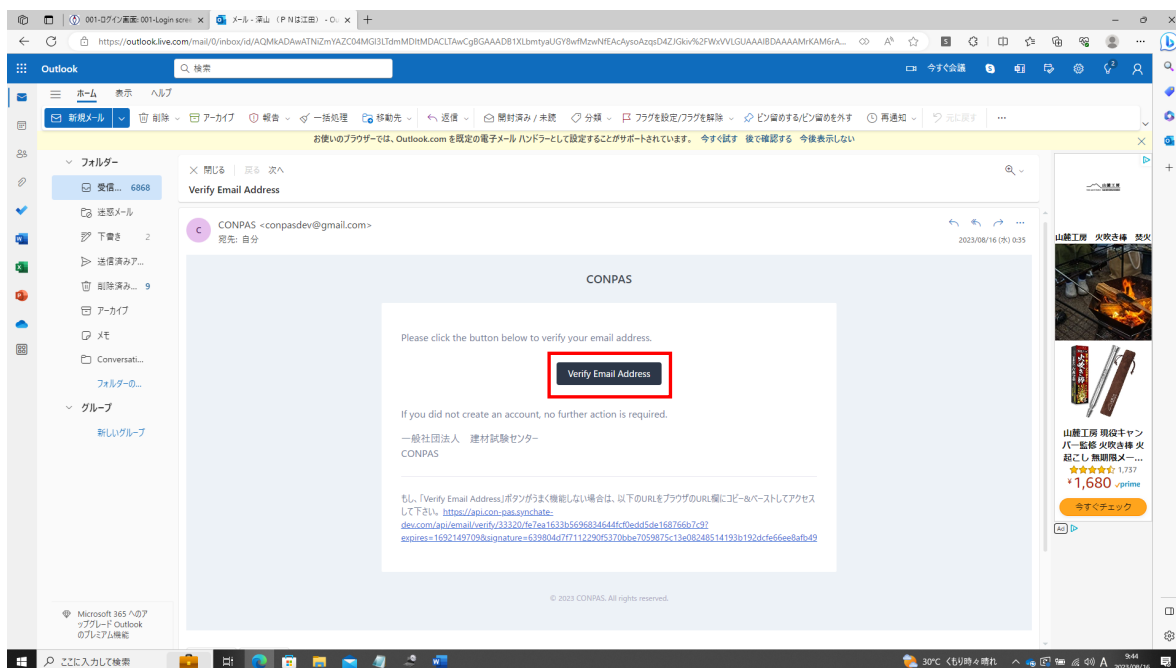 001-ログイン画面: 001-Login scree
メール - 深山 (PNは江田) - O
https://outlook.live.com/mail/0/inbox/id/AQMkADAwATNiZmYAZC04MGI3LTdmMDItMDACLTAwCgBGAAADB1XLbmtyaUGY8wfMzwNfEAcAysoAzqsD4ZJGkiv%2FWxVVLGUAAAIBDAAAAMrKAM6rA...
Outlook
検索
今すぐ会議
2
ホーム 表示 ヘルプ
新規メール 削除 アーカイブ 報告 一括処理 移動先 返信 開封済み / 未読 分類 フラグを設定/フラグを解除 ピン留めする/ピン留めを外す 再通知 元に戻す
お使いのブラウザーでは、Outlook.com を既定の電子メール ハンドラーとして設定することがサポートされています。 今すぐ試す 後で確認する 今後表示しない
フォルダー
受信... 6868
迷惑メール
下書き 2
送信済みア...
削除済み... 9
アーカイブ
メモ
Conversati...
フォルダーの...
グループ
新しいグループ
Microsoft 365 へのア
ップグレード Outlook
のプレミアム機能
閉じる 戻る 次へ
Verify Email Address
C
CONPAS <conpasdev@gmail.com>
宛先: 自分
2023/08/16 (水) 0:35
CONPAS
Please click the button below to verify your email address.
Verify Email Address
If you did not create an account, no further action is required.
一般社団法人 建材試験センター
CONPAS
もし、「Verify Email Address」ボタンがうまく機能しない場合は、以下のURLをブラウザのURL欄にコピー&ペーストしてアクセス
して下さい。 https://api.con-pas.synchate-
dev.com/api/email/verify/33320/fe7ea1633b5696834644fcf0edd5de168766b7c9?
expires=1692149709&signature=639804d7f7112290f5370bbe7059875c13e08248514193b192dcfe66ee8afb49
© 2023 CONPAS. All rights reserved.
山麓工房
山麓工房 火吹き棒 焚火
火吹き棒
山麓工房 現役キャン
パー監修 火吹き棒 火
起こし 無期限メー...
1,737
¥1,680 prime
今すぐチェック
Ad
ここに入力して検索
30°C くもり時々晴れ
A
9:44
2023/08/16